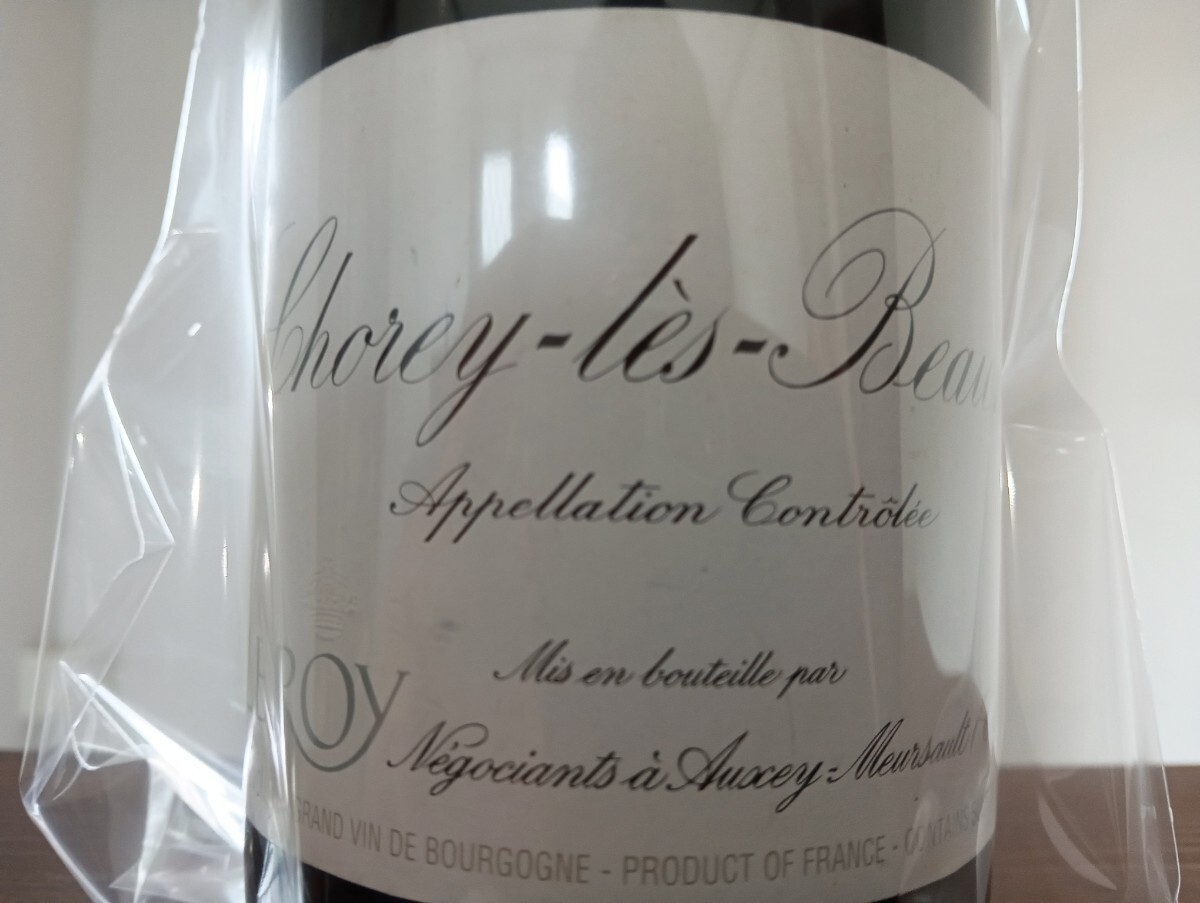 Chorey-lès-Beau
Appellation Contrôlée
Mis en bouteille par
EROY
Négociants à Auxey-Meursault
GRAND VIN DE BOURGOGNE - PRODUCT OF FRANCE - CONTAINS